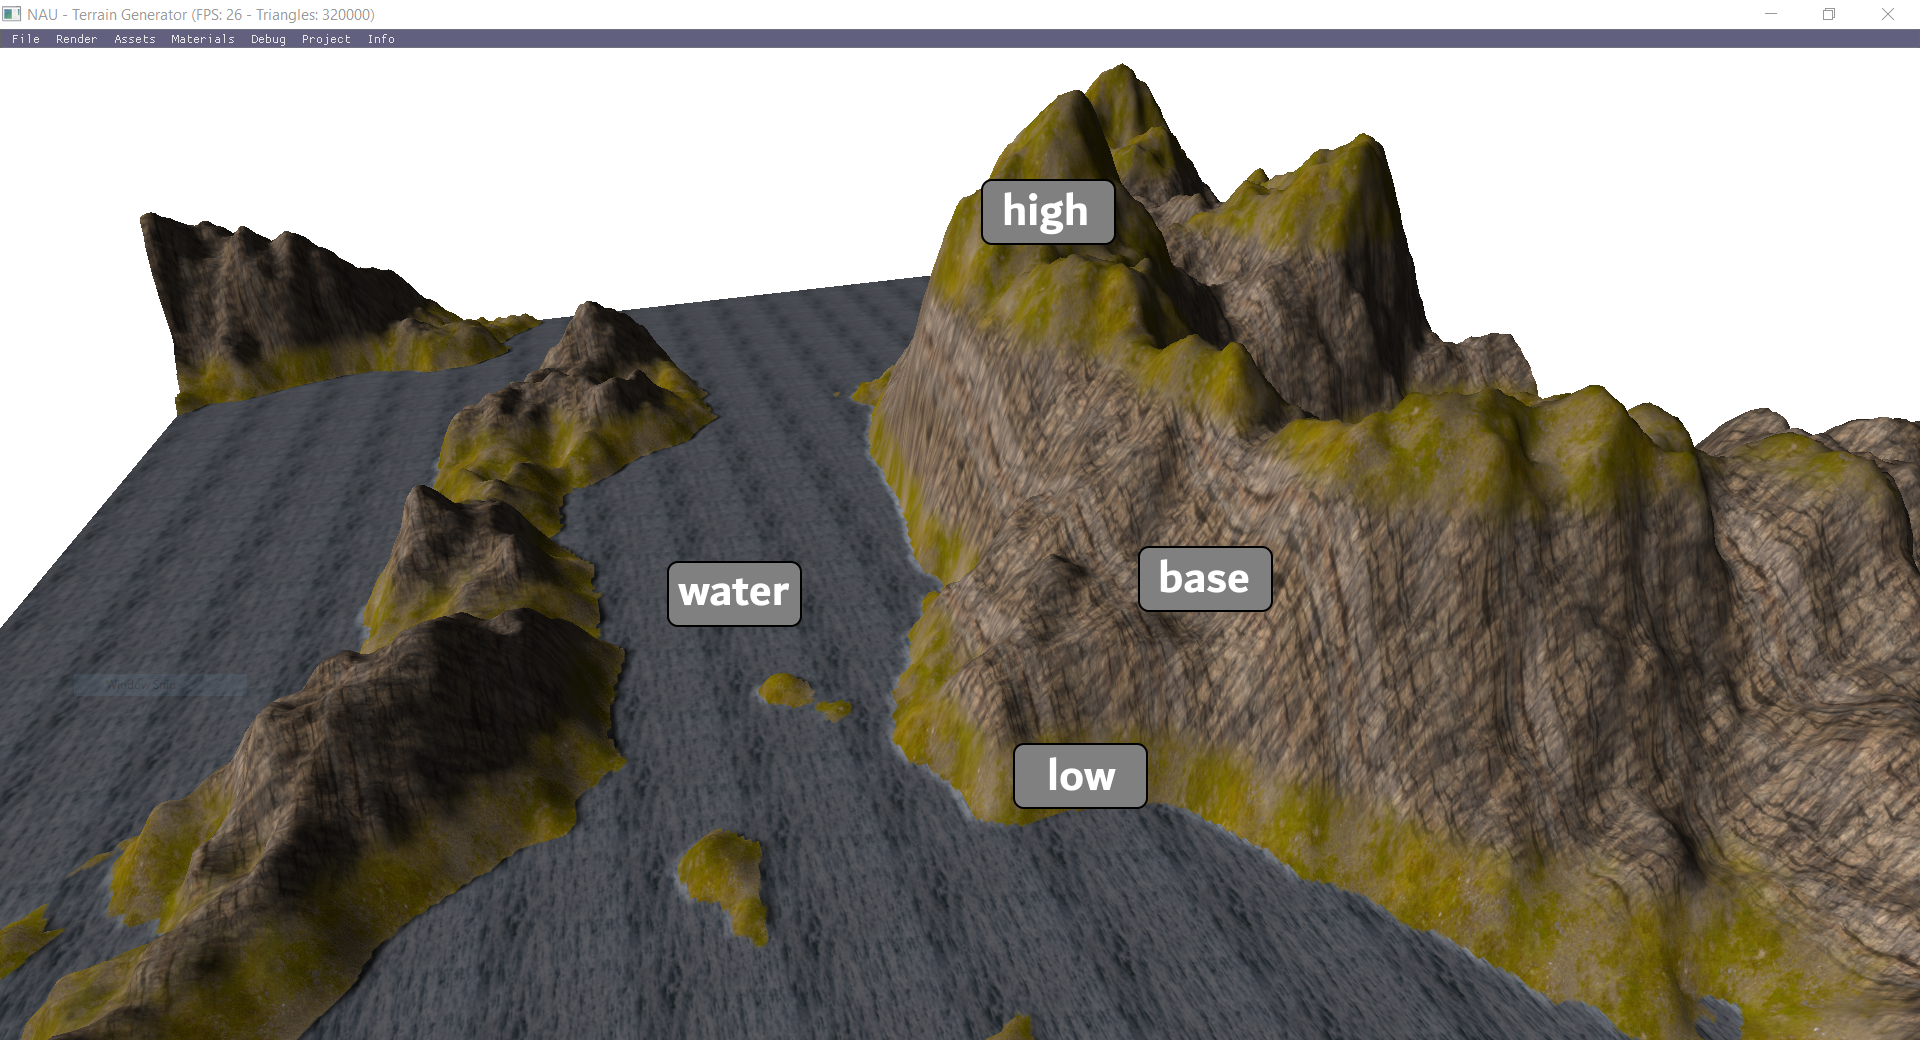 NAU - Terrain Generator (FPS: 26 - Triangles: 320000)
File Render Assets Materials Debug Project Info
high
base
water
low